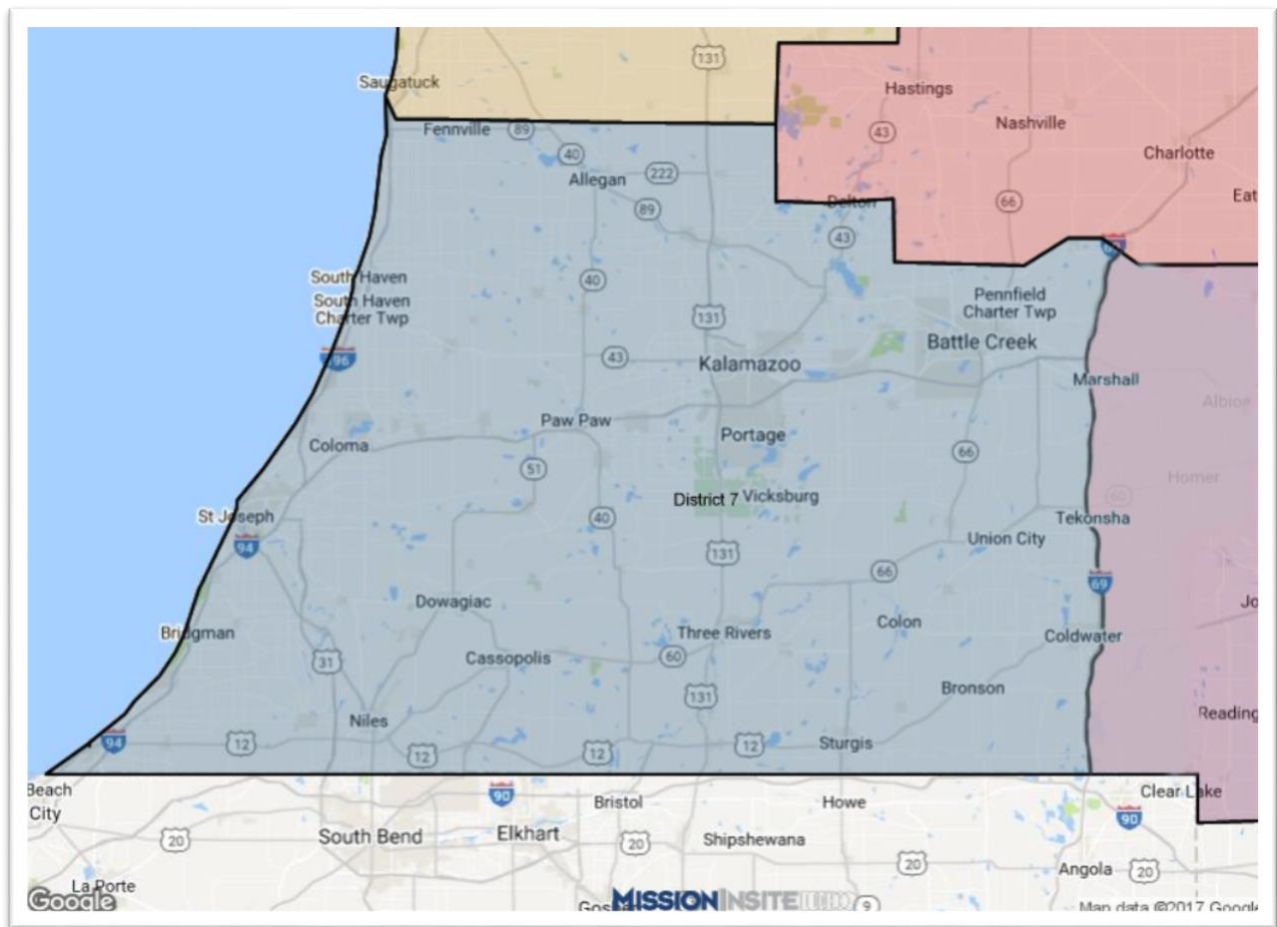 131
Saugatuck
Hastings
Fennville
89
43
Nashville
40
Charlotte
Allegan
222
Eat
89
Delton
66
43
South Haven
40
South Haven
Charter Twp
Pennfield
Charter Twp
131
Battle Creek
96
43
Kalamazoo
Marshall
Albion
Paw Paw
Portage
Coloma
66
51
Homer
60
District 7
Vicksburg
St Joseph
40
Tekonsha
94
131
Union City
66
69
Dowagiac
Jo
Colon
Bridgman
Three Rivers
Coldwater
31
Cassopolis
60
131
Bronson
Niles
Reading
94
12
12
12
12
Sturgis
Beach
City
90
Bristol
Howe
Clear Lake
90
South Bend
Elkhart
20
20
Shipshewana
20
Angola
20
La Porte
Google
MISSIONINSITE
9
Map data ©2017 Google